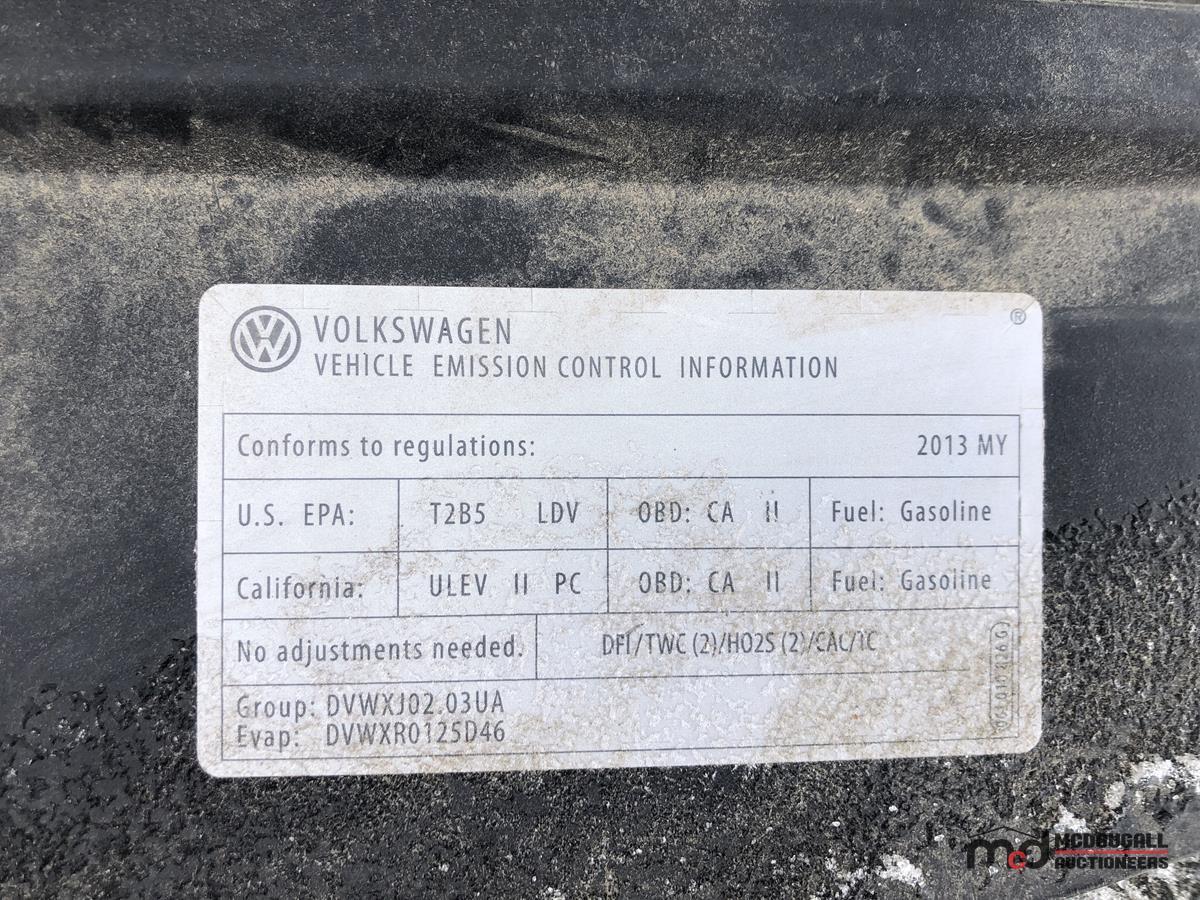 VOLKSWAGEN ®
VEHICLE EMISSION CONTROL INFORMATION
Conforms to regulations: 2013 MY
U.S. EPA: T2B5 LDV OBD: CA II Fuel: Gasoline
California: ULEV II PC OBD: CA II Fuel: Gasoline
No adjustments needed. DFI/TWC (2)/HO2S (2)/CAC/TC
Group: DVWXJ02.03UA
Evap: DVWXR0125D46
mcd MCDOUGALL
AUCTIONEERS